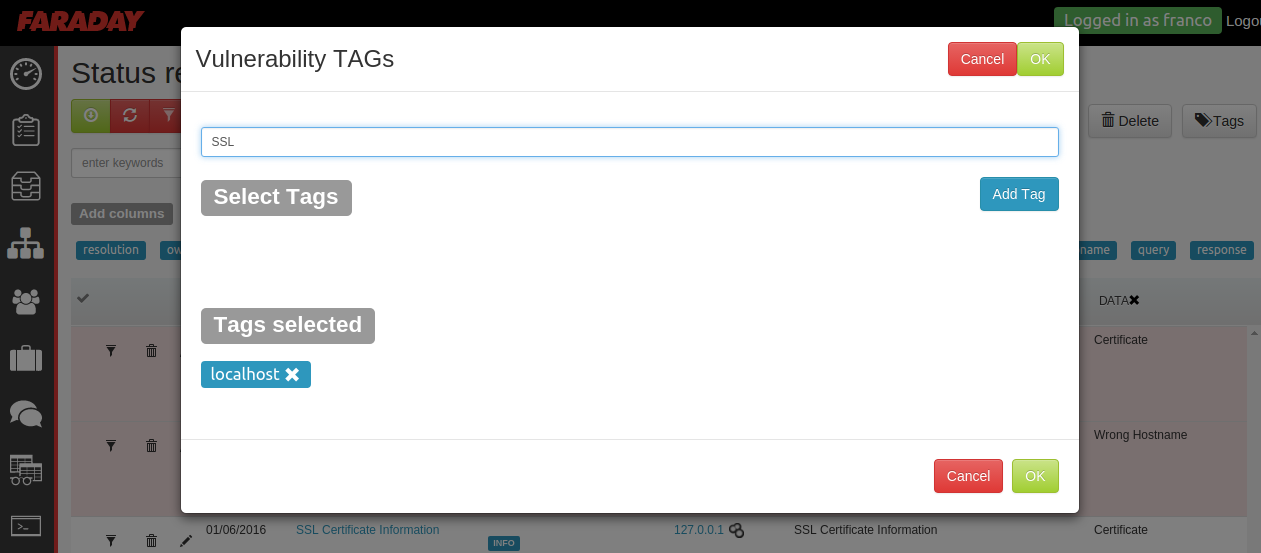 FARADAY
Logged in as franco
Vulnerability TAGs
Cancel
OK
Status re
Delete
Tags
SSL
enter keywords
Select Tags
Add Tag
Add columns
resolution
name
query
response
DATA
Tags selected
Certificate
localhost
Wrong Hostname
Cancel
OK
01/06/2016
SSL Certificate Information
127.0.0.1
SSL Certificate Information
Certificate
INFO